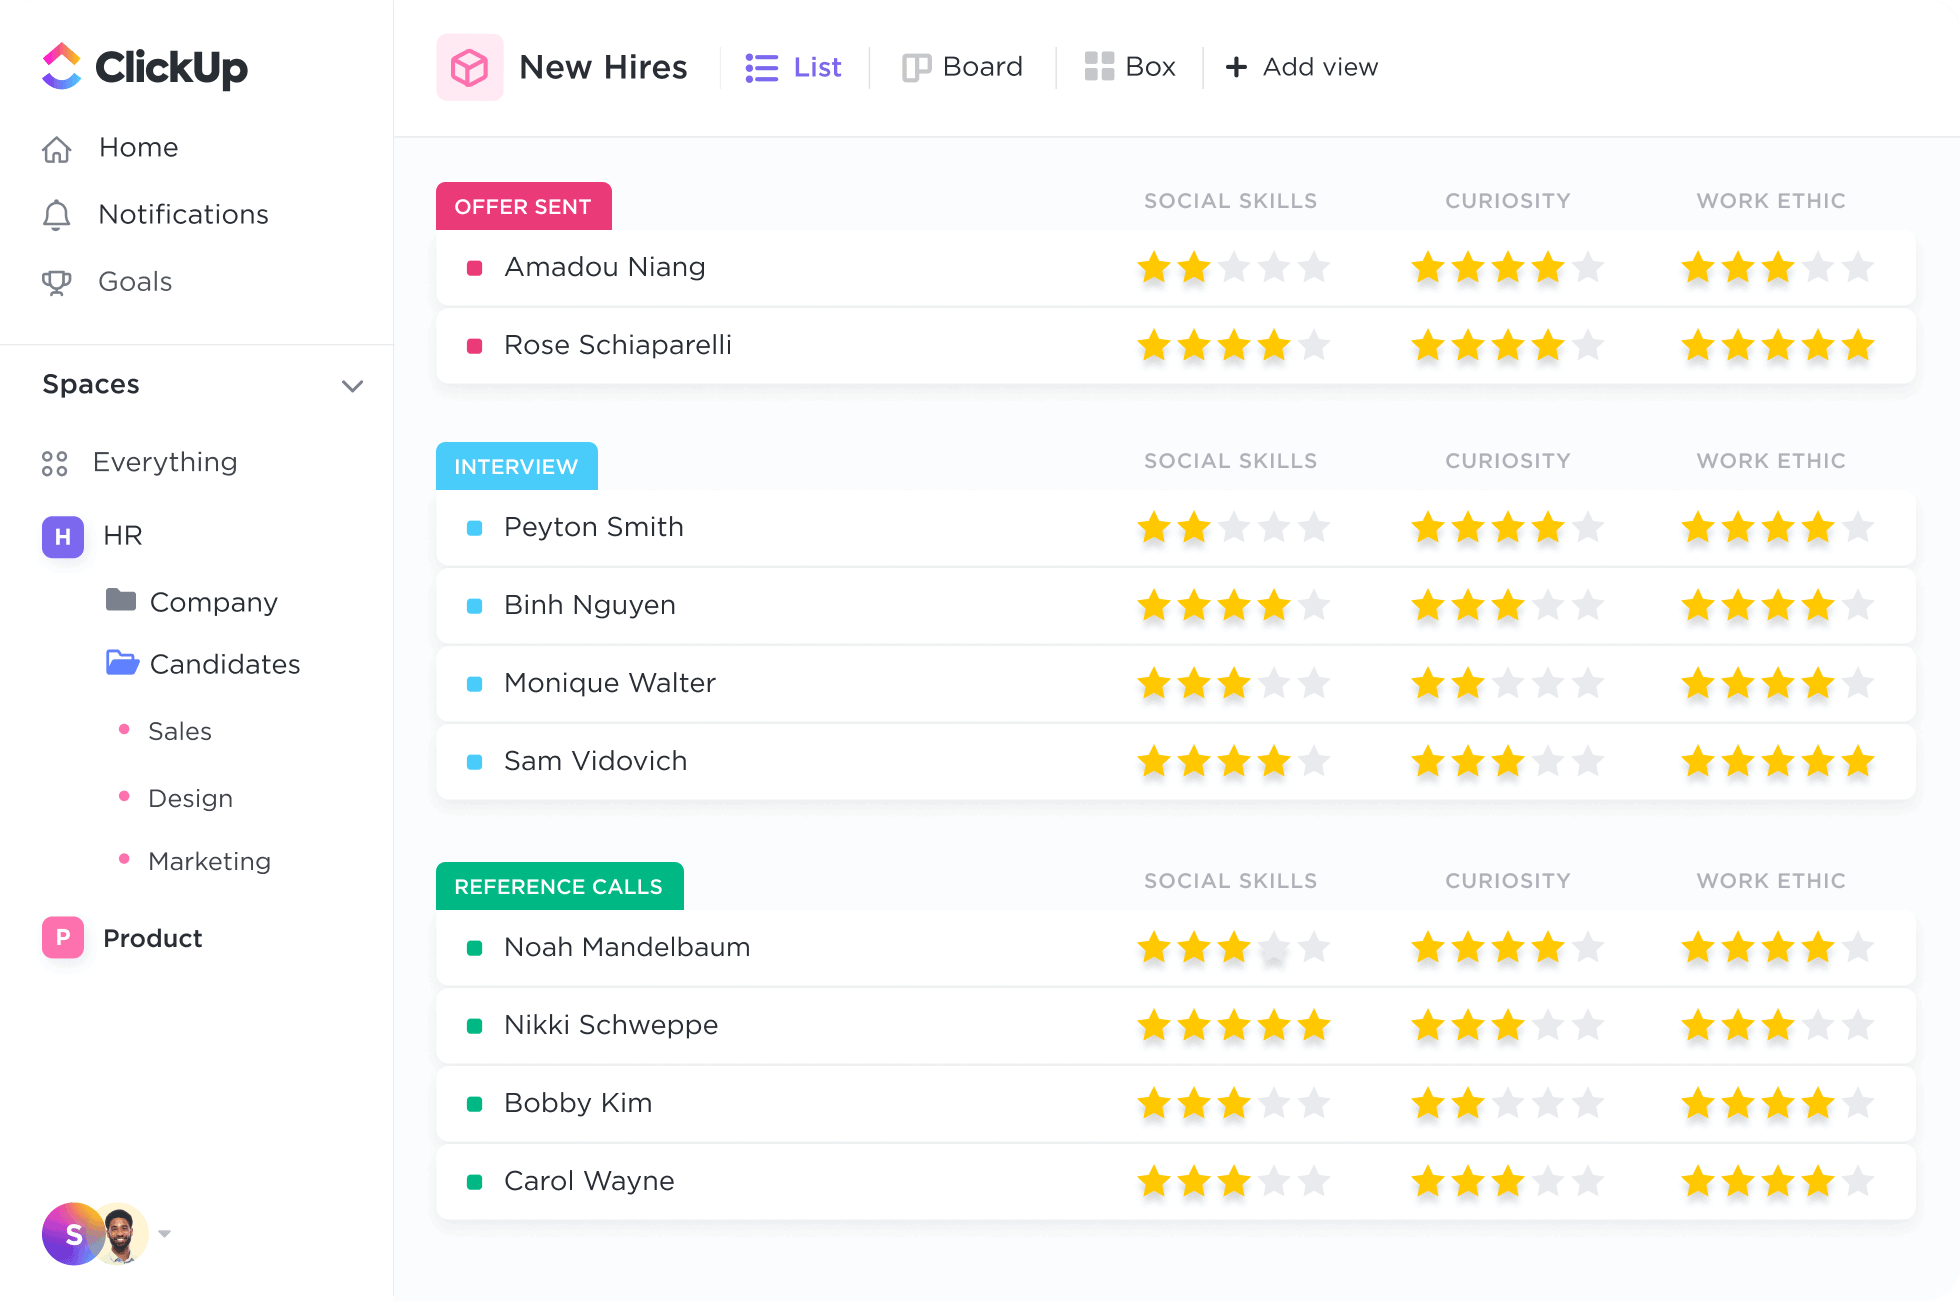 ClickUp
Home
Notifications
Goals
Spaces
Everything
H HR
Company
Candidates
Sales
Design
Marketing
P Product
S
New Hires List Board Box + Add view
OFFER SENT SOCIAL SKILLS CURIOSITY WORK ETHIC
Amadou Niang
Rose Schiaparelli
INTERVIEW SOCIAL SKILLS CURIOSITY WORK ETHIC
Peyton Smith
Binh Nguyen
Monique Walter
Sam Vidovich
REFERENCE CALLS SOCIAL SKILLS CURIOSITY WORK ETHIC
Noah Mandelbaum
Nikki Schweppe
Bobby Kim
Carol Wayne